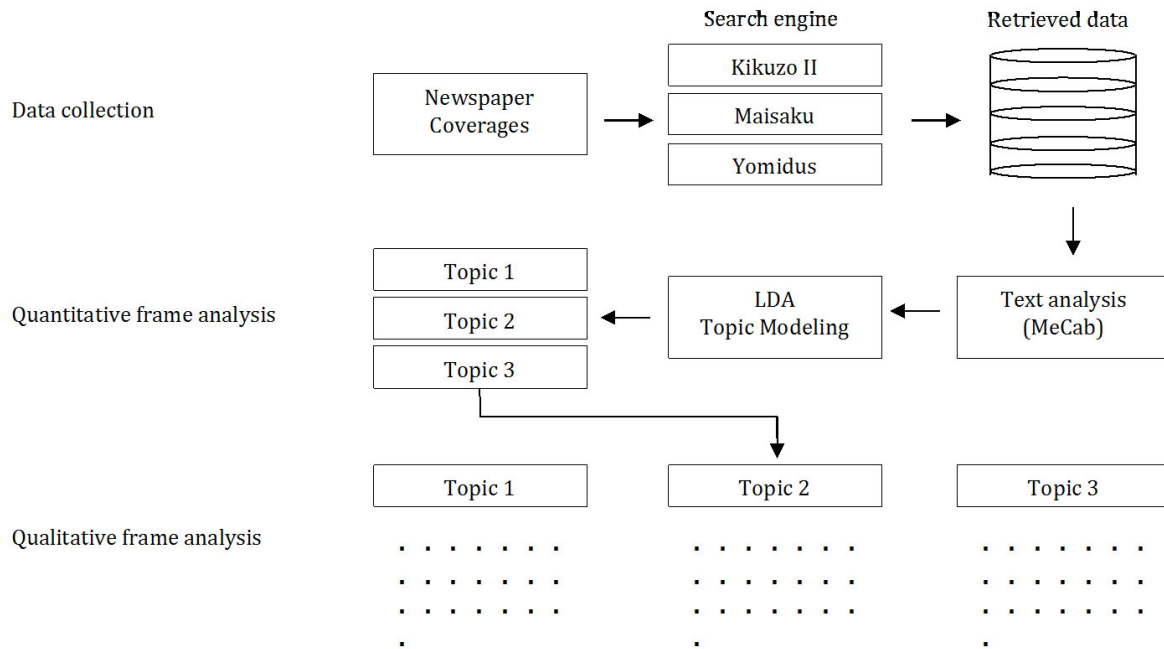 Search engine
Retrieved data
Data collection
Newspaper
Coverages
Kikuzo II
Maisaku
Yomidus
Quantitative frame analysis
Topic 1
Topic 2
Topic 3
LDA
Topic Modeling
Text analysis
(MeCab)
Qualitative frame analysis
Topic 1
Topic 2
Topic 3
. . . . . . .
. . . . . . .
. . . . . . .
.
. . . . . . .
. . . . . . .
. . . . . . .
.
. . . . . . .
. . . . . . .
. . . . . . .
.